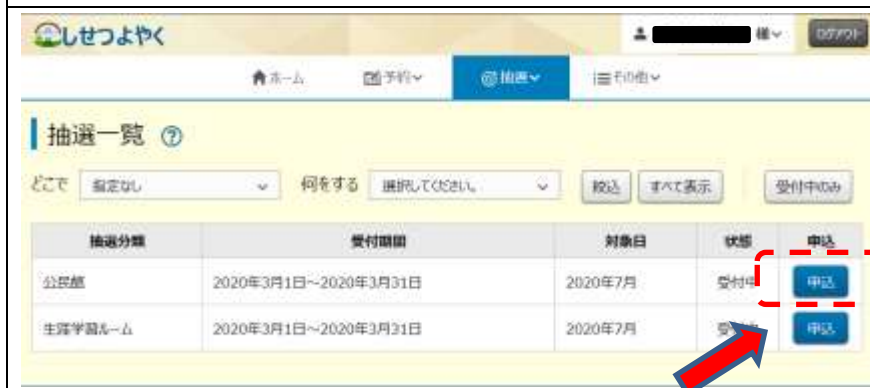 しせつよやく 様 ログアウト
ホーム 予約 抽選 その他
抽選一覧 ?
どこで 指定なし 何をする 選択してください。 絞込 すべて表示 受付中のみ
抽選分類 受付期間 対象日 状態 申込
公民館 2020年3月1日～2020年3月31日 2020年7月 受付中 申込
生涯学習ルーム 2020年3月1日～2020年3月31日 2020年7月 申込